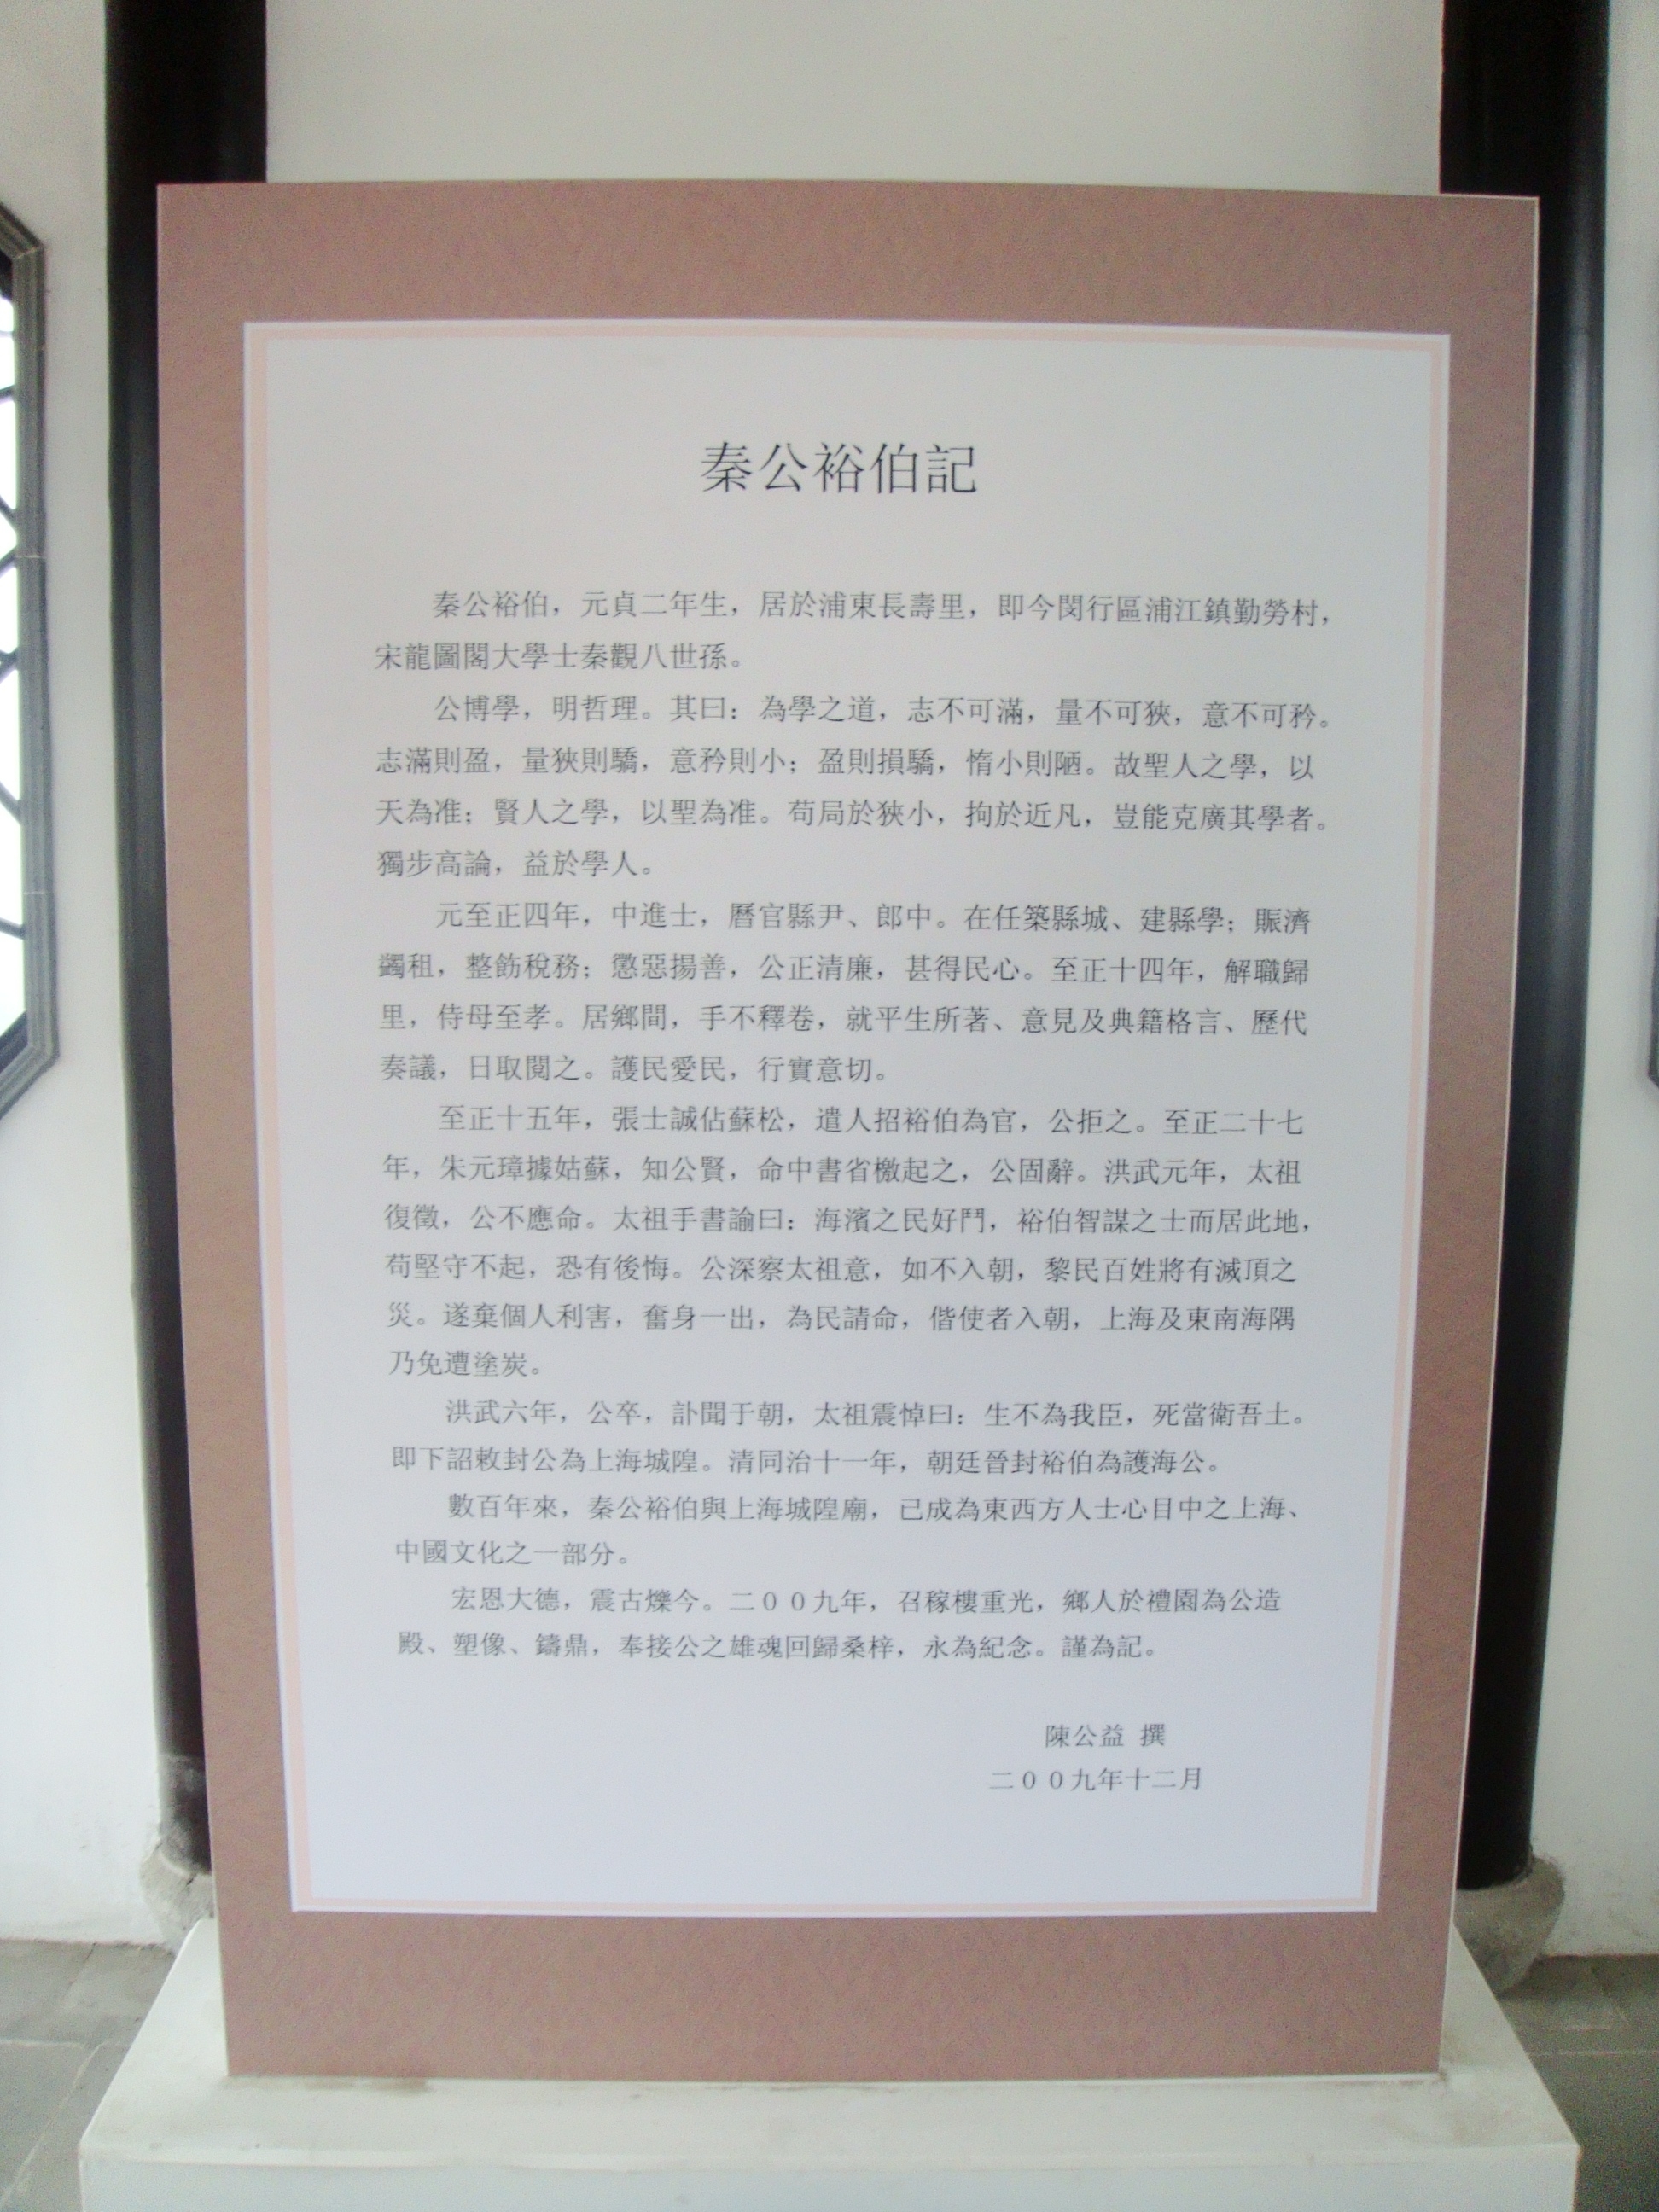 秦公裕伯記
秦公裕伯，元貞二年生，居於浦東長壽里，即今閔行區浦江鎮勤勞村，
宋龍圖閣大學士秦觀八世孫。
公博學，明哲理。其曰：為學之道，志不可滿，量不可狹，意不可矜。
志滿則盈，量狹則驕，意矜則小；盈則損驕，惰小則陋。故聖人之學，以
天為准；賢人之學，以聖為准。苟局於狹小，拘於近凡，豈能克廣其學者。
獨步高論，益於學人。
元至正四年，中進士，曆官縣尹、郎中。在任築縣城、建縣學；賑濟
蠲租，整飭稅務；懲惡揚善，公正清廉，甚得民心。至正十四年，解職歸
里，侍母至孝。居鄉間，手不釋卷，就平生所著、意見及典籍格言、歷代
奏議，日取閱之。護民愛民，行實意切。
至正十五年，張士誠佔蘇松，遣人招裕伯為官，公拒之。至正二十七
年，朱元璋據姑蘇，知公賢，命中書省檄起之，公固辭。洪武元年，太祖
復徵，公不應命。太祖手書諭曰：海濱之民好鬥，裕伯智謀之士而居此地，
苟堅守不起，恐有後悔。公深察太祖意，如不入朝，黎民百姓將有滅頂之
災。遂棄個人利害，奮身一出，為民請命，偕使者入朝，上海及東南海隅
乃免遭塗炭。
洪武六年，公卒，訃聞于朝，太祖震悼曰：生不為我臣，死當衛吾土。
即下詔敕封公為上海城隍。清同治十一年，朝廷晉封裕伯為護海公。
數百年來，秦公裕伯與上海城隍廟，已成為東西方人士心目中之上海、
中國文化之一部分。
宏恩大德，震古爍今。二００九年，召稼樓重光，鄉人於禮園為公造
殿、塑像、鑄鼎，奉接公之雄魂回歸桑梓，永為紀念。謹為記。
陳公益 撰
二００九年十二月